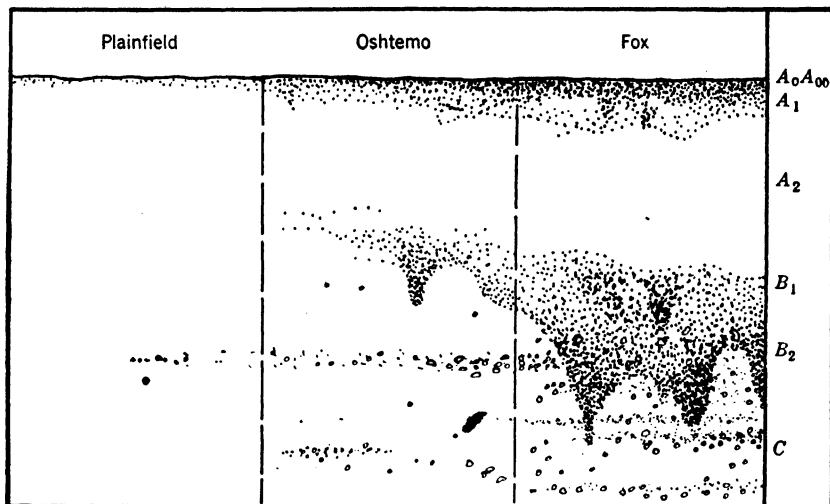 Plainfield Oshtemo Fox
A₀A₀₀
A₁
A₂
B₁
B₂
C